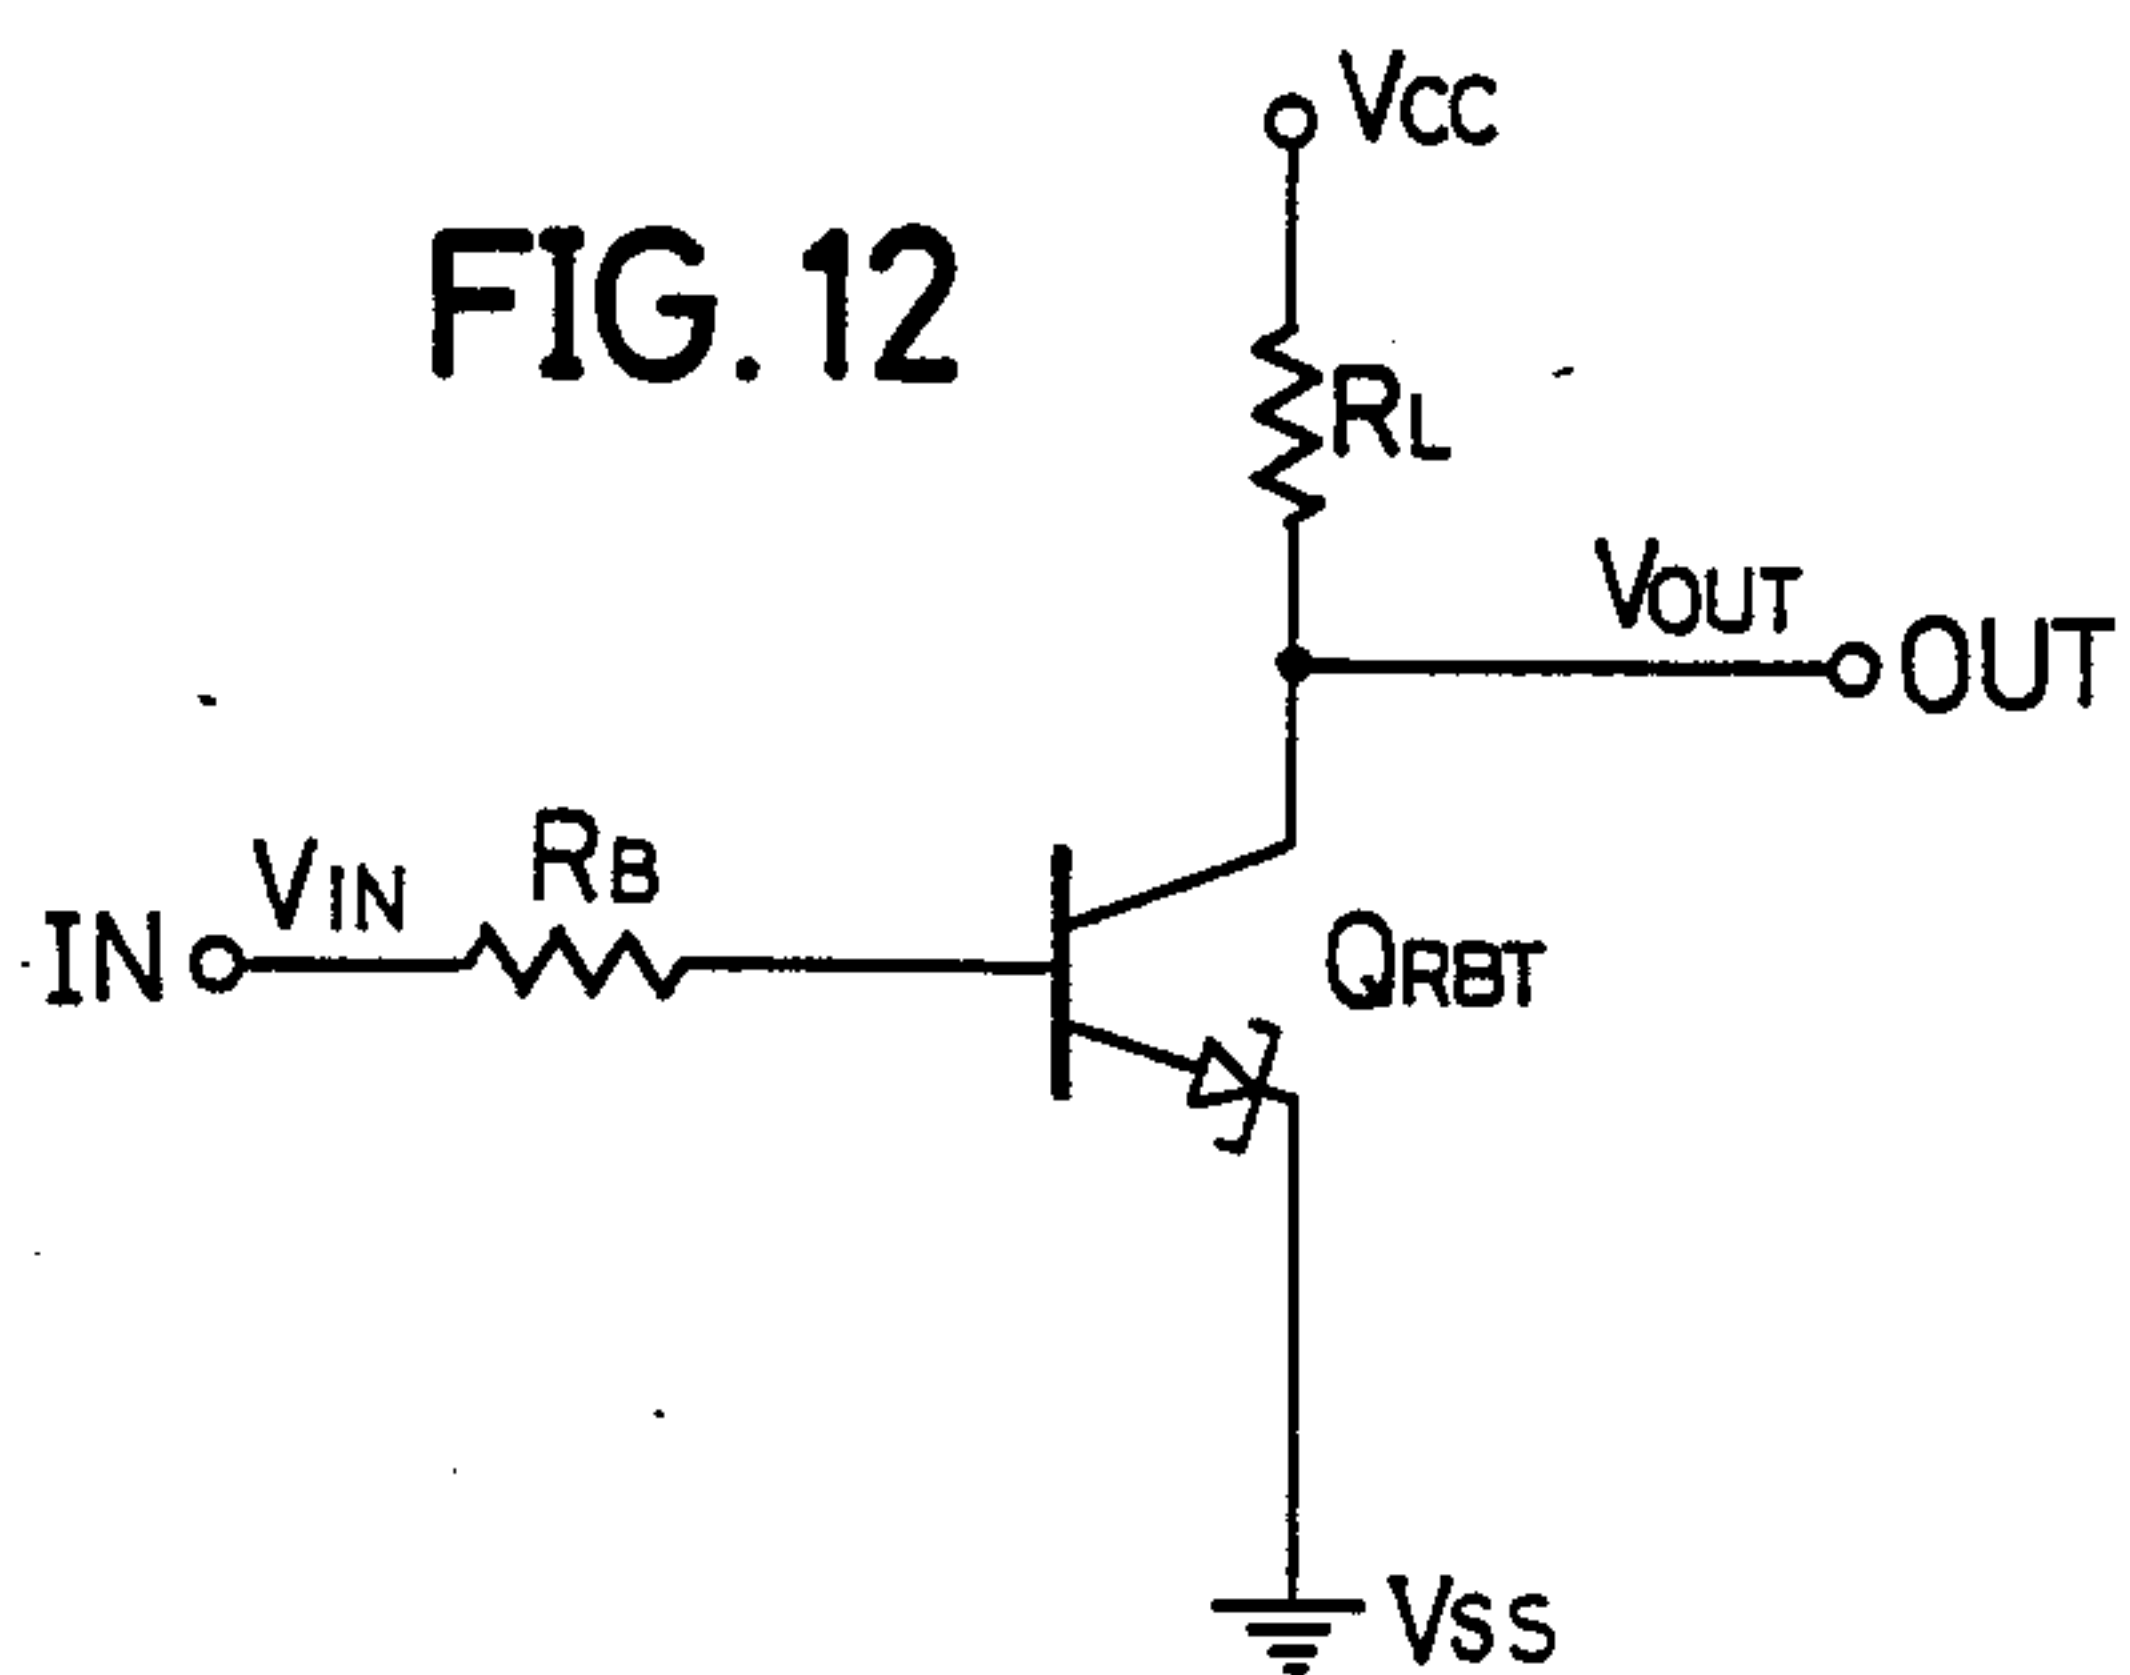 VCC
FIG. 12
RL
VOUT
OUT
RB
VIN
IN
QRBT
VSS